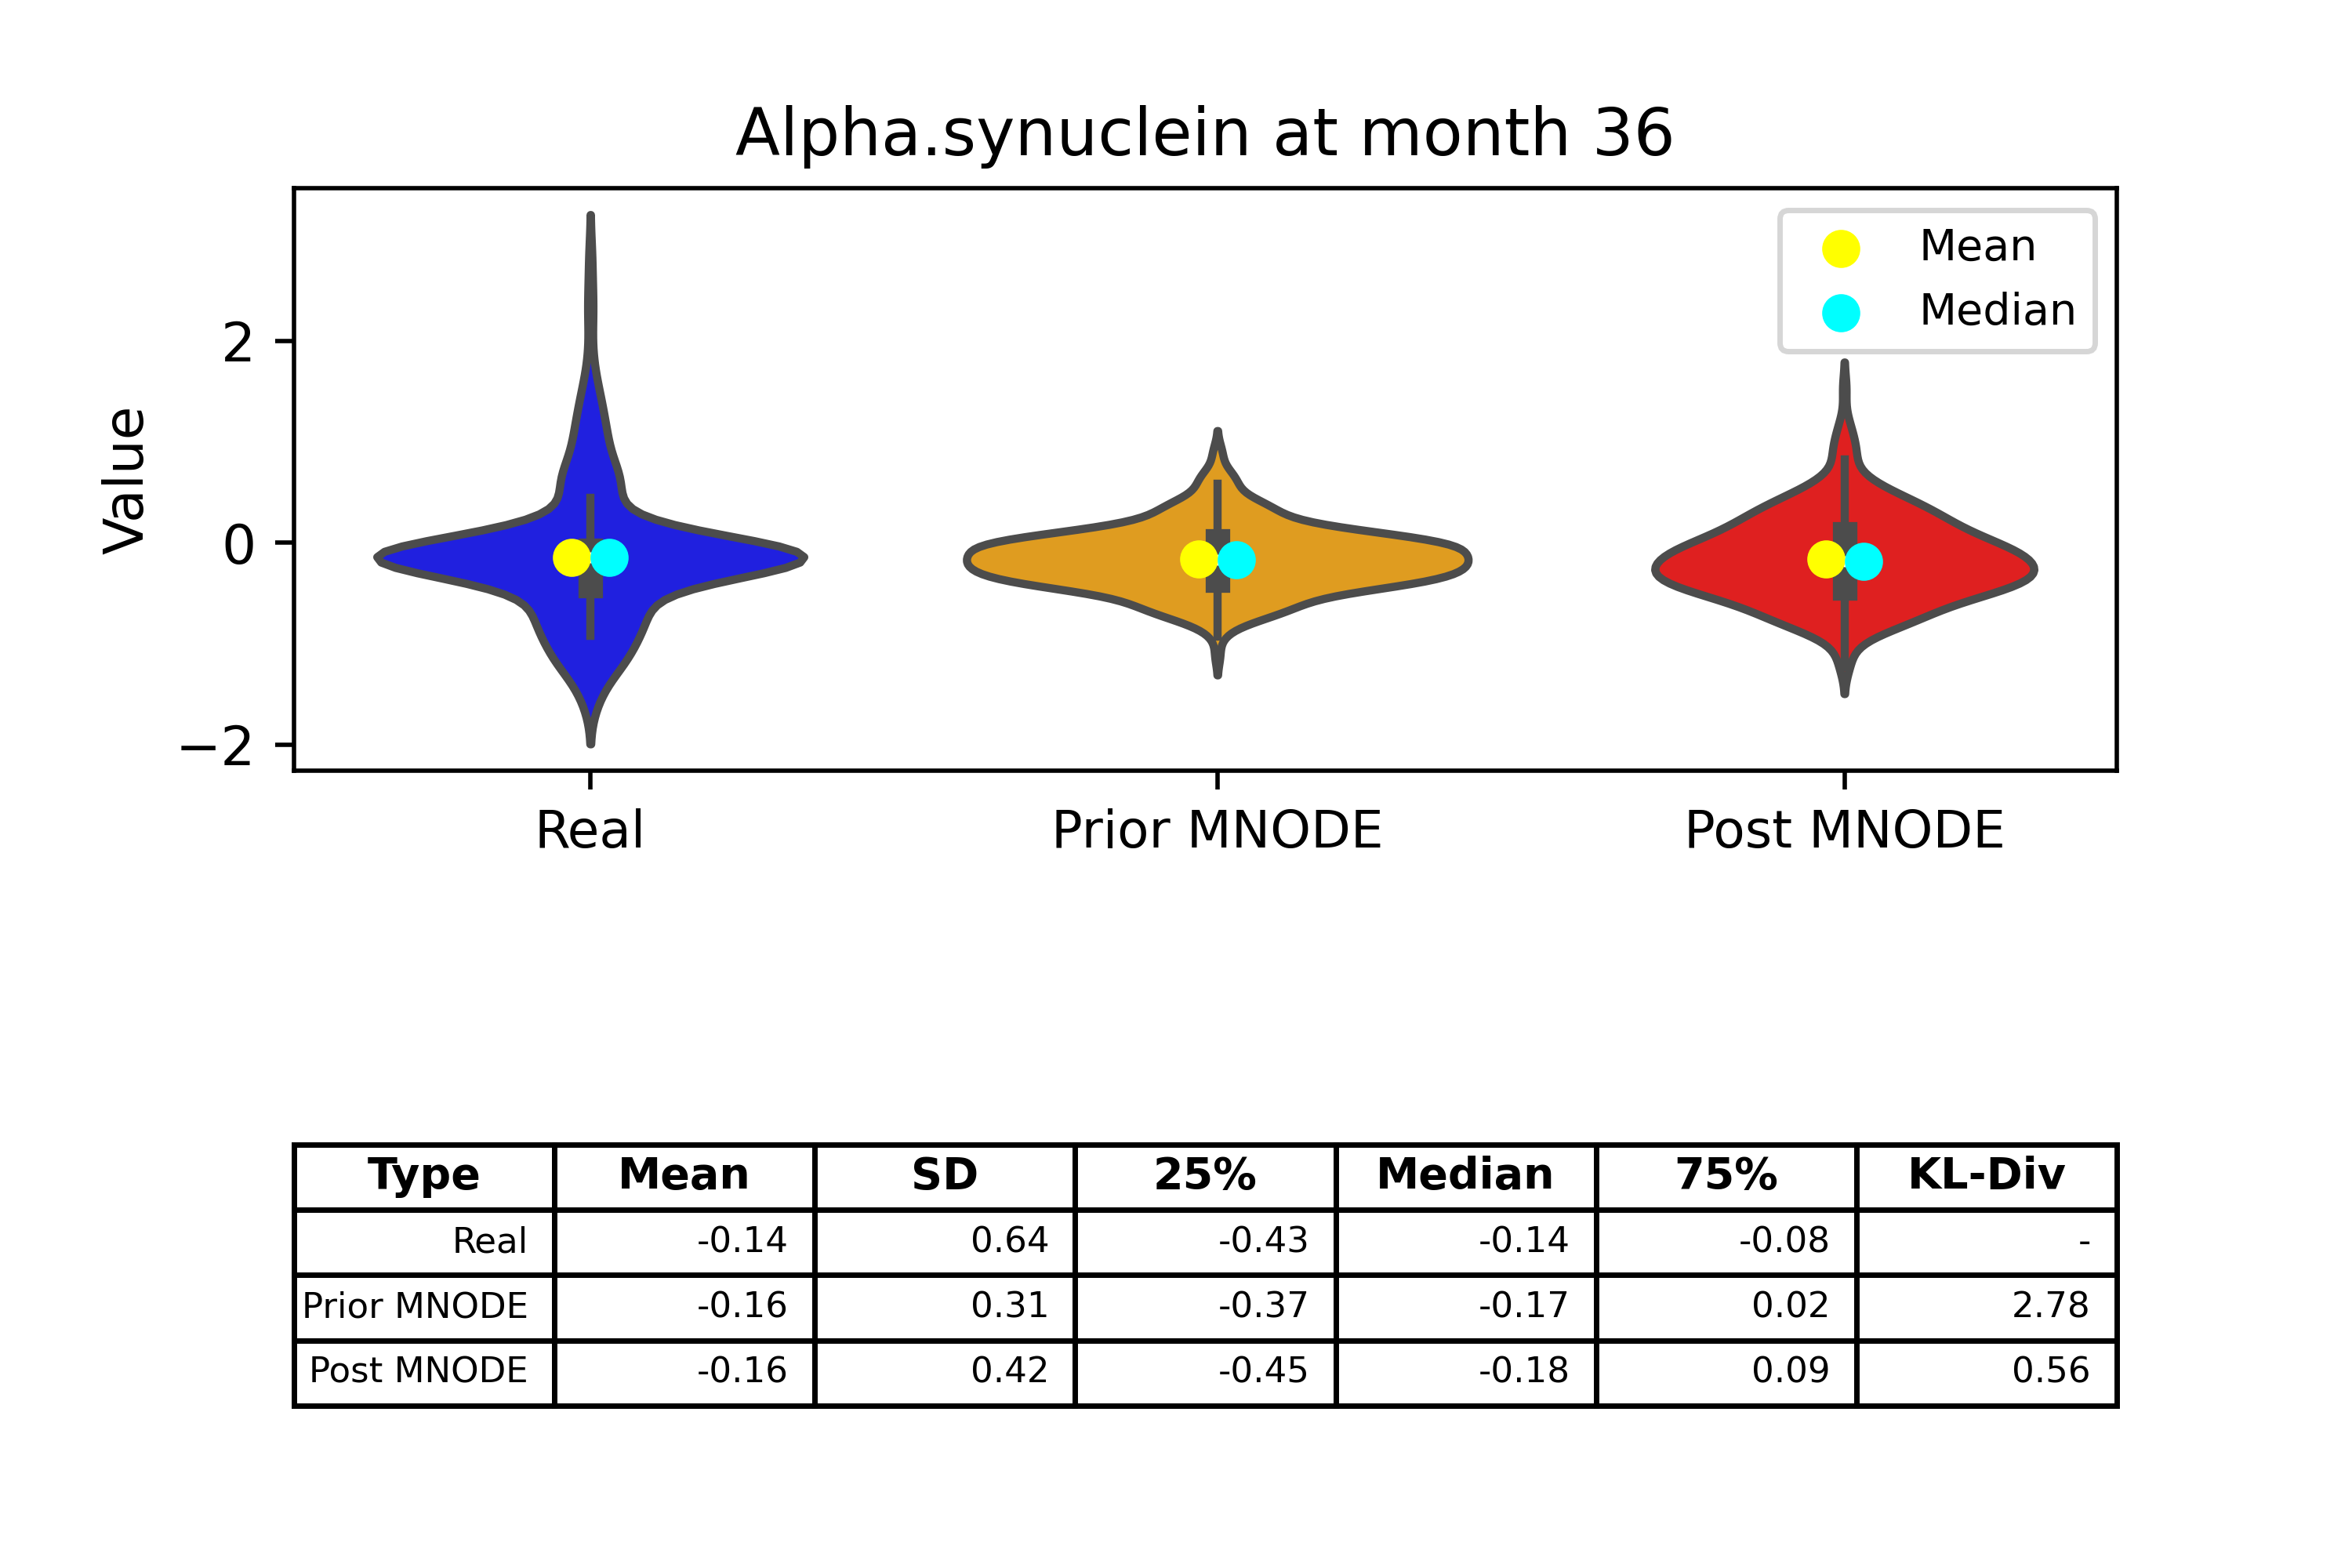 Alpha.synuclein at month 36
Mean
Median
Value
2
0
−2
Real Prior MNODE Post MNODE
Type Mean SD 25% Median 75% KL-Div
Real -0.14 0.64 -0.43 -0.14 -0.08 -
Prior MNODE -0.16 0.31 -0.37 -0.17 0.02 2.78
Post MNODE -0.16 0.42 -0.45 -0.18 0.09 0.56